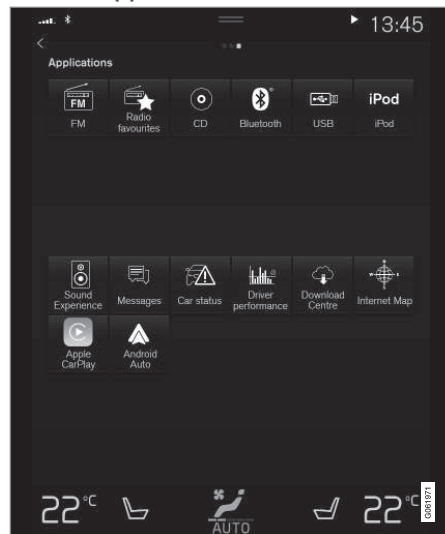 13:45
Applications
FM
FM
Radio
favourites
CD
Bluetooth
USB
iPod
iPod
Sound
Experience
Messages
Car status
Driver
performance
Download
Centre
Internet Map
Apple
CarPlay
Android
Auto
22°C
AUTO
22°C
G061971